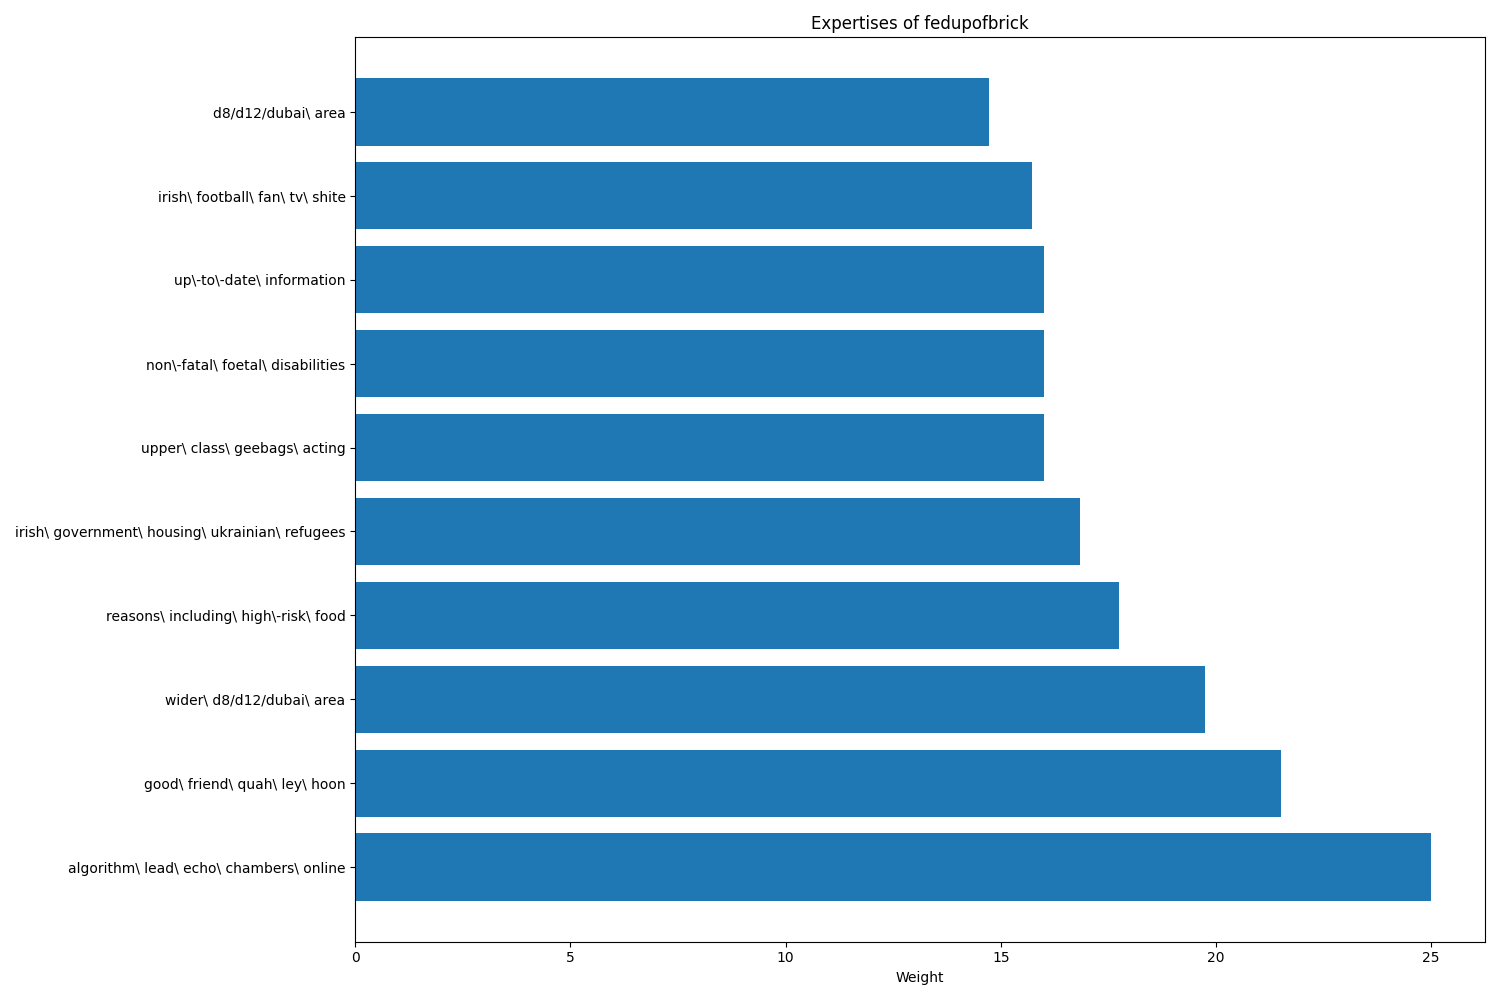 Expertises of fedupofbrick
d8/d12/dubai\ area
irish\ football\ fan\ tv\ shite
up\-to\-date\ information
non\-fatal\ foetal\ disabilities
upper\ class\ geebags\ acting
irish\ government\ housing\ ukrainian\ refugees
reasons\ including\ high\-risk\ food
wider\ d8/d12/dubai\ area
good\ friend\ quah\ ley\ hoon
algorithm\ lead\ echo\ chambers\ online
0 5 10 15 20 25
Weight